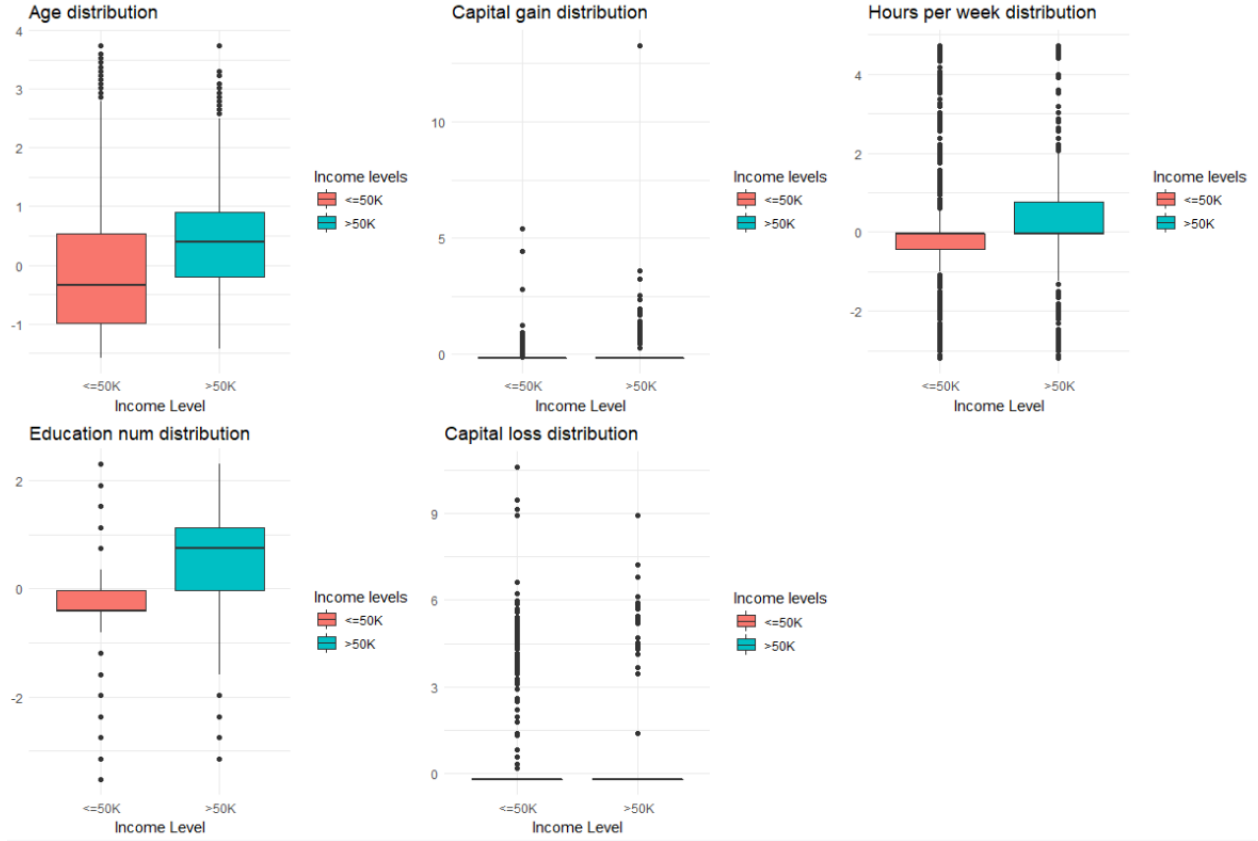 Age distribution
4
3
2
1
0
-1
<=50K
>50K
Income Level
Income levels
<=50K
>50K
Capital gain distribution
10
5
0
<=50K
>50K
Income Level
Income levels
<=50K
>50K
Hours per week distribution
4
2
0
-2
<=50K
>50K
Income Level
Income levels
<=50K
>50K
Education num distribution
2
0
-2
<=50K
>50K
Income Level
Income levels
<=50K
>50K
Capital loss distribution
9
6
3
0
<=50K
>50K
Income Level
Income levels
<=50K
>50K